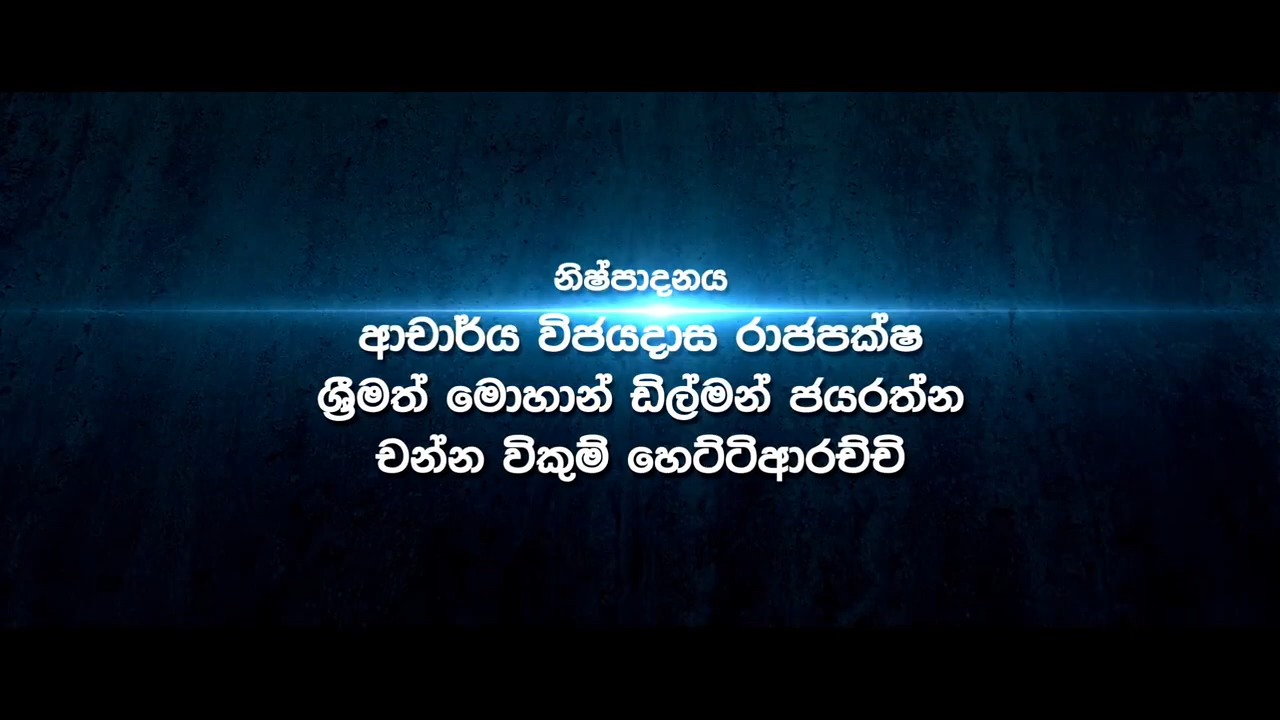 නිෂ්පාදනය
ආචාර්ය විජයදාස රාජපක්ෂ
ශ්‍රීමත් මොහාන් ඩිල්මන් ජයරත්න
චන්න විකුම් හෙට්ටිආරච්චි